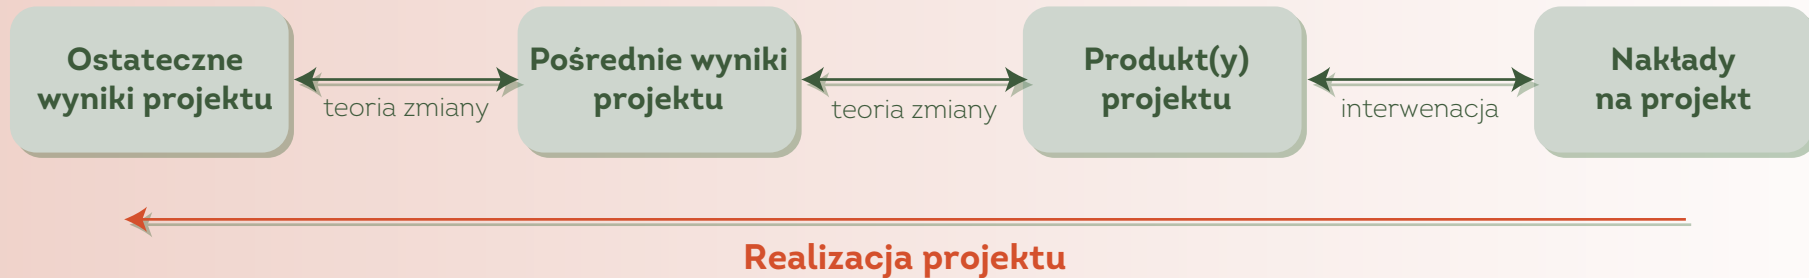 Ostateczne
wyniki projektu
teoria zmiany
Pośrednie wyniki
projektu
teoria zmiany
Produkt(y)
projektu
interwenacja
Nakłady
na projekt
Realizacja projektu